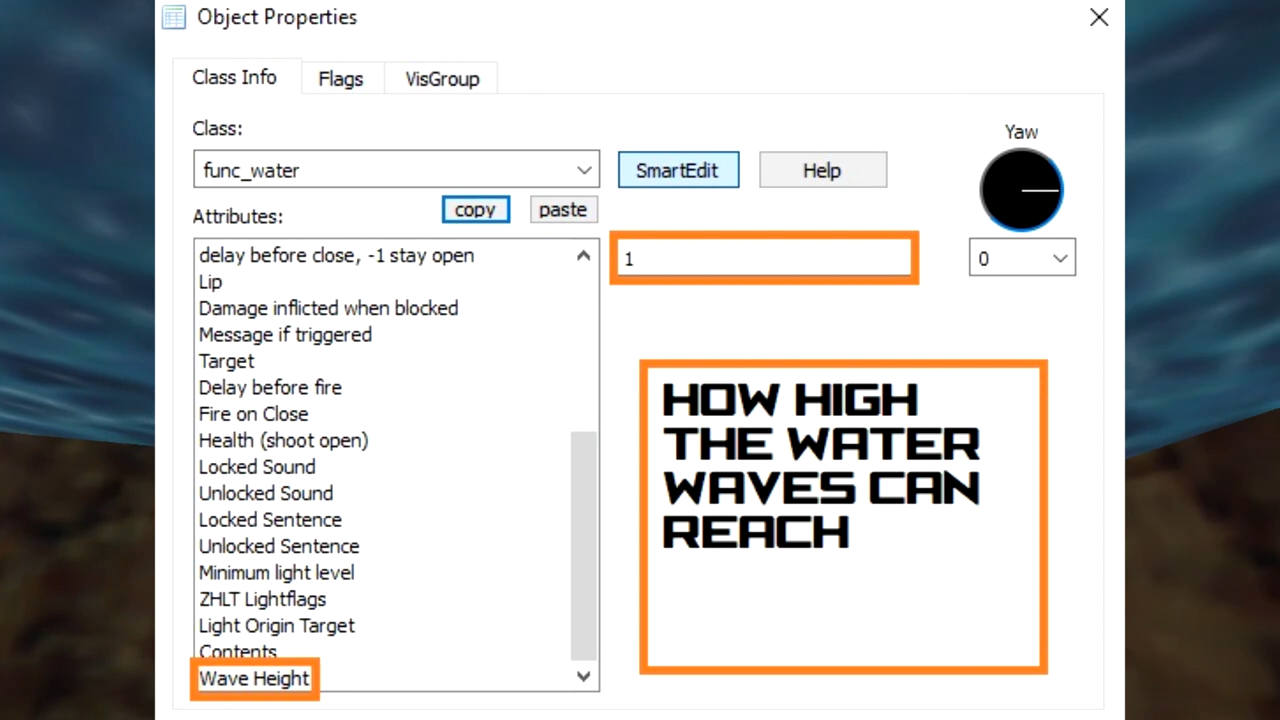 Object Properties
Class Info
Flags
VisGroup
Class:
Yaw
func_water
SmartEdit
Help
Attributes:
copy
paste
delay before close, -1 stay open
1
0
Lip
Damage inflicted when blocked
Message if triggered
Target
Delay before fire
Fire on Close
Health (shoot open)
Locked Sound
Unlocked Sound
Locked Sentence
Unlocked Sentence
Minimum light level
ZHLT Lightflags
Light Origin Target
Contents
Wave Height
HOW HIGH
THE WATER
WAVES CAN
REACH